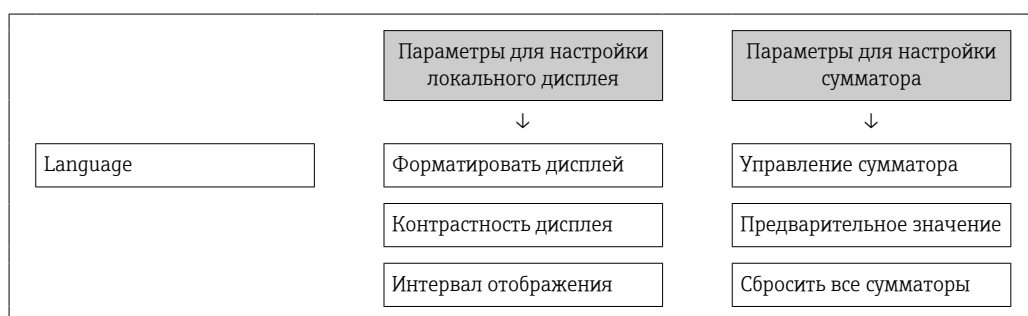 Параметры для настройки
локального дисплея
Параметры для настройки
сумматора
↓
↓
Language
Форматировать дисплей
Управление сумматора
Контрастность дисплея
Предварительное значение
Интервал отображения
Сбросить все сумматоры